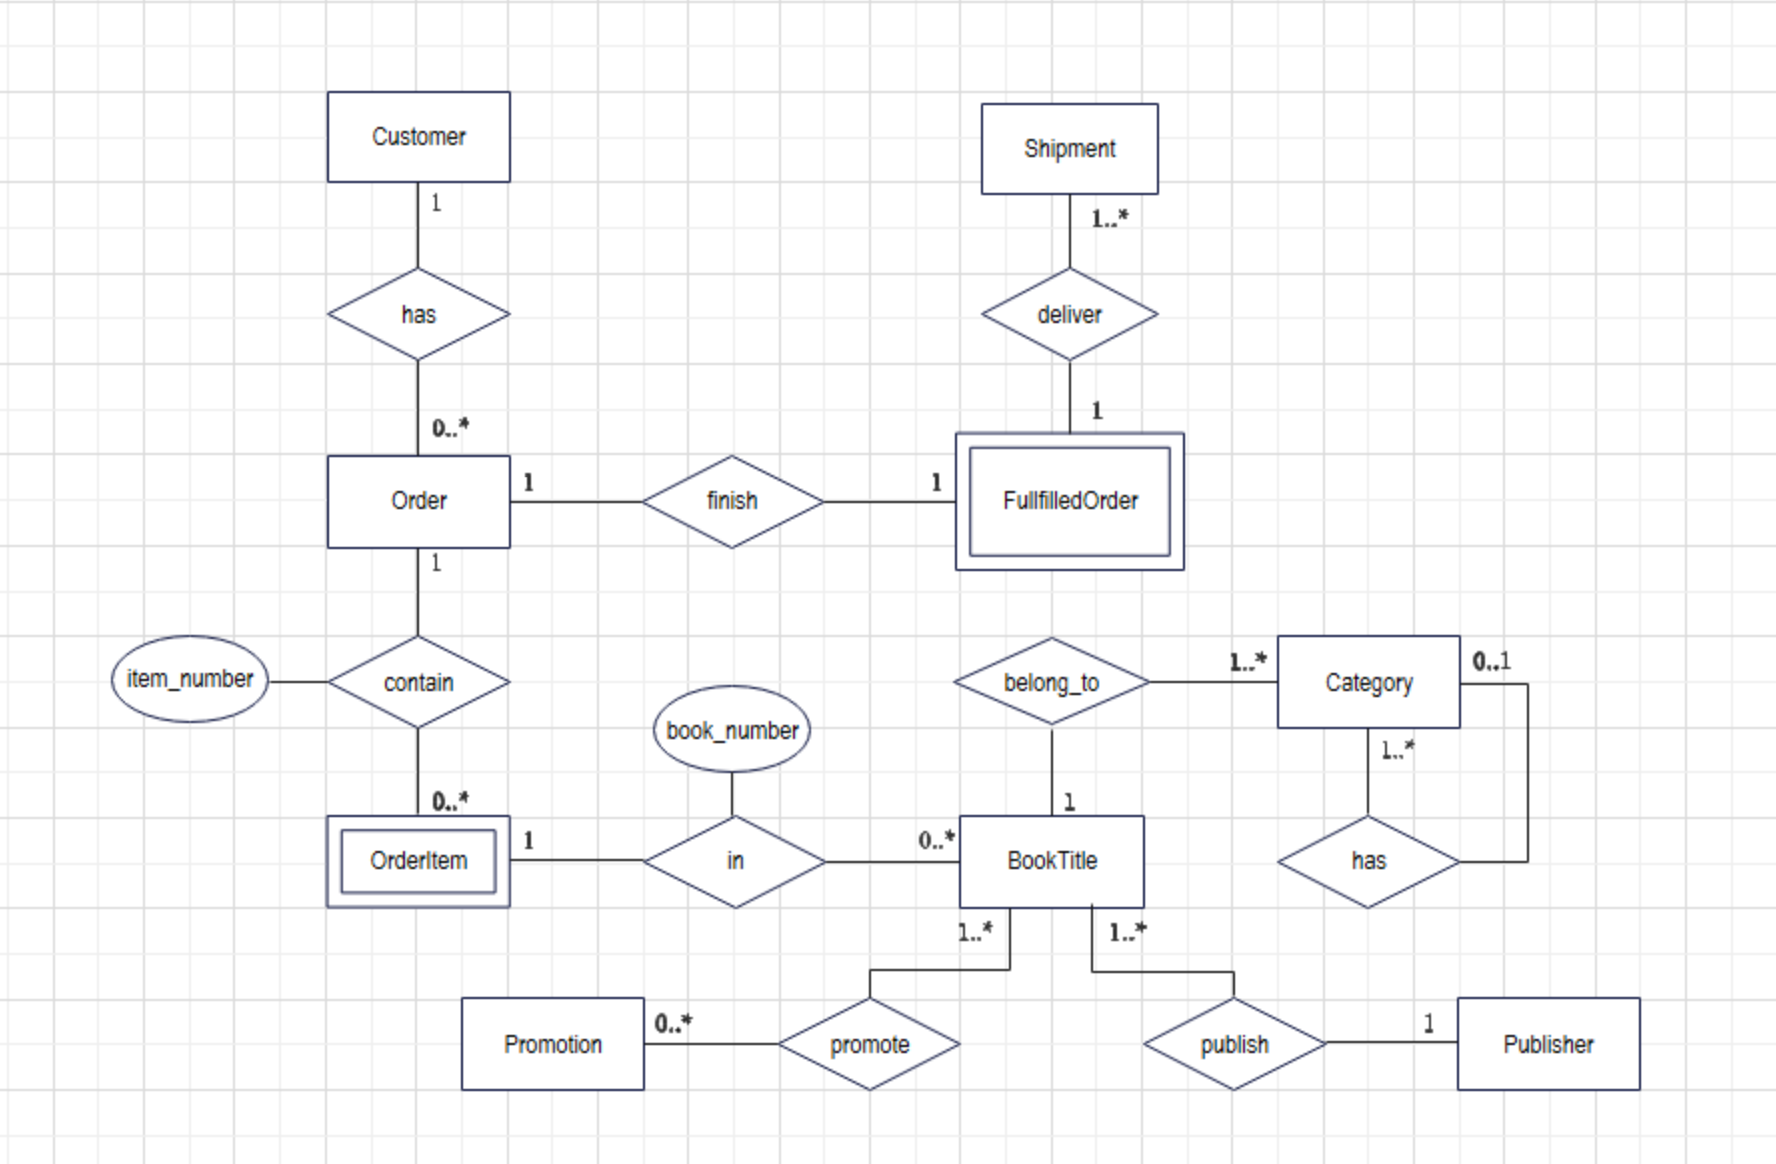 Customer
Shipment
1
1..*
has
deliver
0..*
1
Order
1
finish
1
FullfilledOrder
1
item_number
contain
belong_to
1..*
Category
0..1
book_number
1..*
0..*
1
OrderItem
1
in
0..*
BookTitle
has
1..*
1..*
Promotion
0..*
promote
publish
1
Publisher